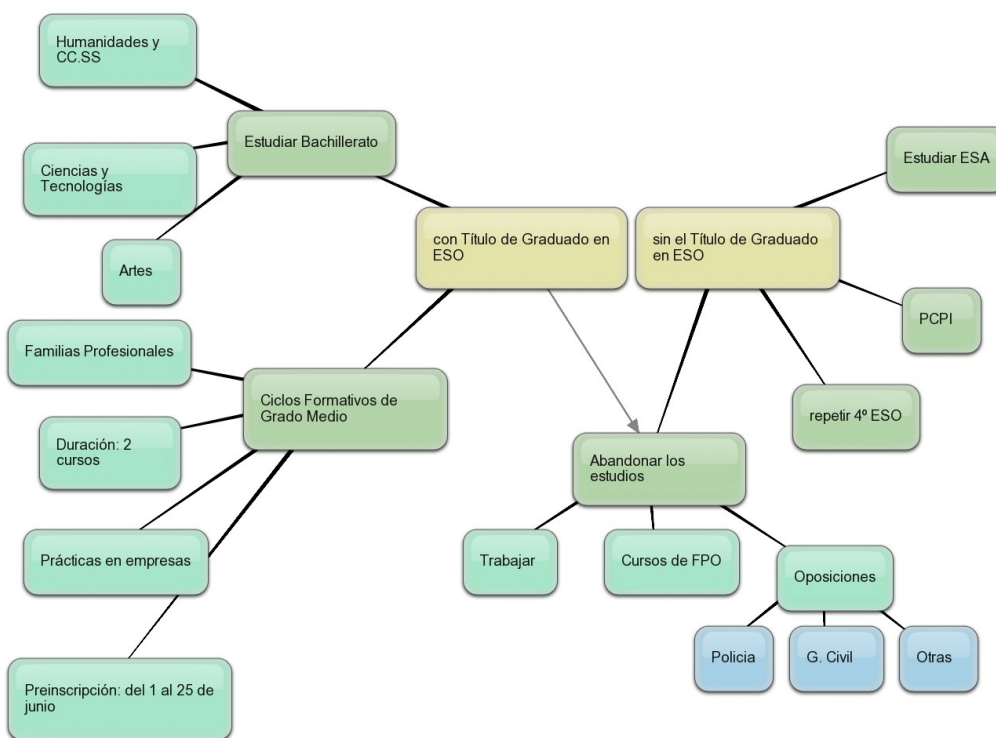 Humanidades y
CC.SS
Estudiar Bachillerato
Ciencias y
Tecnologías
Artes
con Título de Graduado en
ESO
sin el Título de Graduado
en ESO
Estudiar ESA
PCPI
repetir 4º ESO
Familias Profesionales
Ciclos Formativos de
Grado Medio
Duración: 2
cursos
Prácticas en empresas
Preinscripción: del 1 al 25 de
junio
Abandonar los
estudios
Trabajar
Cursos de FPO
Oposiciones
Policia
G. Civil
Otras